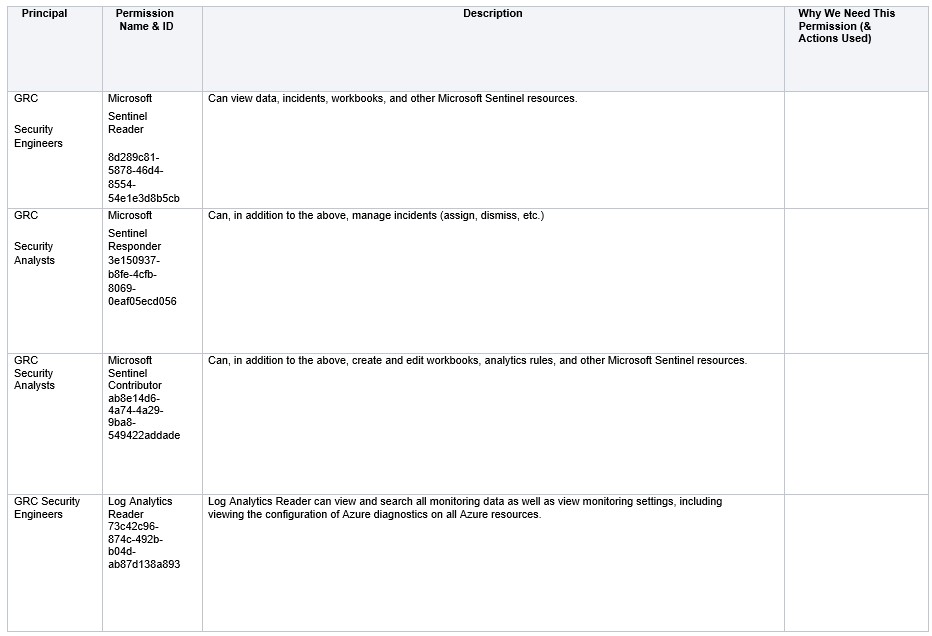 Principal
Permission
Name & ID
Description
Why We Need This
Permission (&
Actions Used)
GRC
Security
Engineers
Microsoft
Sentinel
Reader
8d289c81-
5878-46d4-
8554-
54e1e3d8b5cb
Can view data, incidents, workbooks, and other Microsoft Sentinel resources.
GRC
Security
Analysts
Microsoft
Sentinel
Responder
3e150937-
b8fe-4cfb-
8069-
0eaf05ecd056
Can, in addition to the above, manage incidents (assign, dismiss, etc.)
GRC
Security
Analysts
Microsoft
Sentinel
Contributor
ab8e14d6-
4a74-4a29-
9ba8-
549422addade
Can, in addition to the above, create and edit workbooks, analytics rules, and other Microsoft Sentinel resources.
GRC Security
Engineers
Log Analytics
Reader
73c42c96-
874c-492b-
b04d-
ab87d138a893
Log Analytics Reader can view and search all monitoring data as well as view monitoring settings, including
viewing the configuration of Azure diagnostics on all Azure resources.